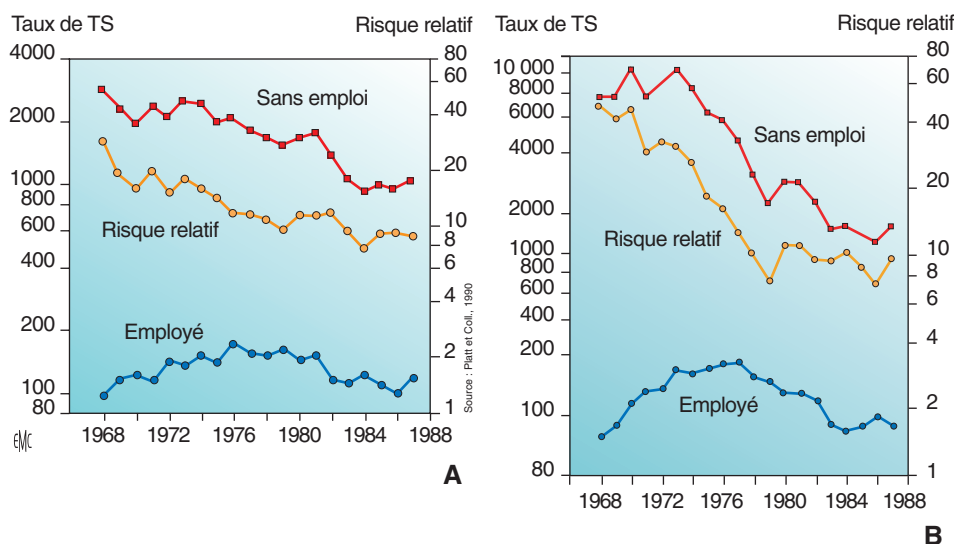 Taux de TS
Risque relatif
4000
2000
1000
800
600
400
200
100
80
80
60
40
20
10
8
6
4
2
1
Sans emploi
Risque relatif
Employé
1968 1972 1976 1980 1984 1988
Source : Platt et Coll., 1990
EMC
A
Taux de TS
Risque relatif
10 000
8000
6000
4000
2000
1000
800
600
400
200
100
80
80
60
40
20
10
8
6
4
2
1
Sans emploi
Risque relatif
Employé
1968 1972 1976 1980 1984 1988
B